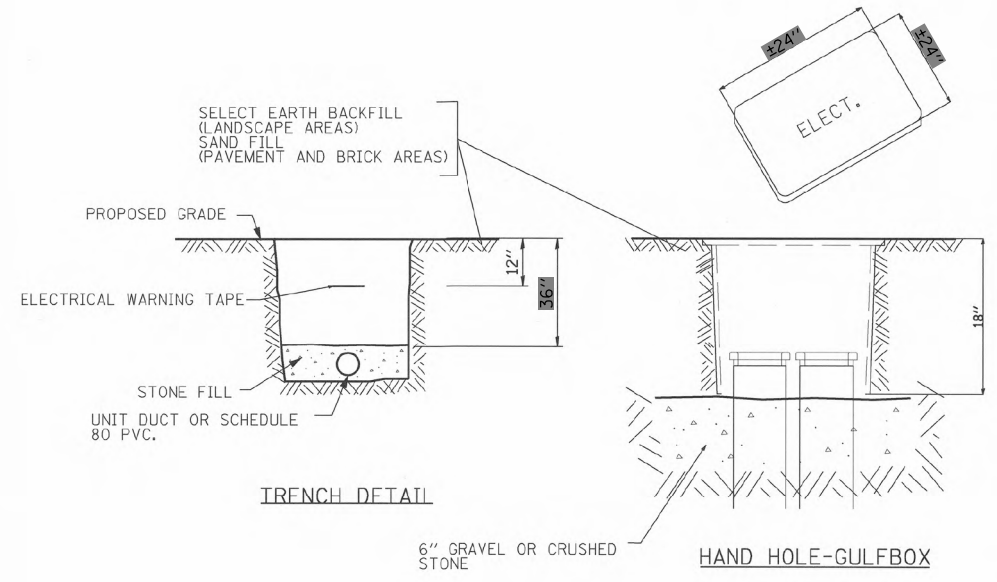 ±24"
±24"
ELECT.
SELECT EARTH BACKFILL
(LANDSCAPE AREAS)
SAND FILL
(PAVEMENT AND BRICK AREAS)
PROPOSED GRADE
12"
36"
18"
ELECTRICAL WARNING TAPE
STONE FILL
UNIT DUCT OR SCHEDULE
80 PVC.
TRENCH DETAIL
6" GRAVEL OR CRUSHED
STONE
HAND HOLE-GULFBOX